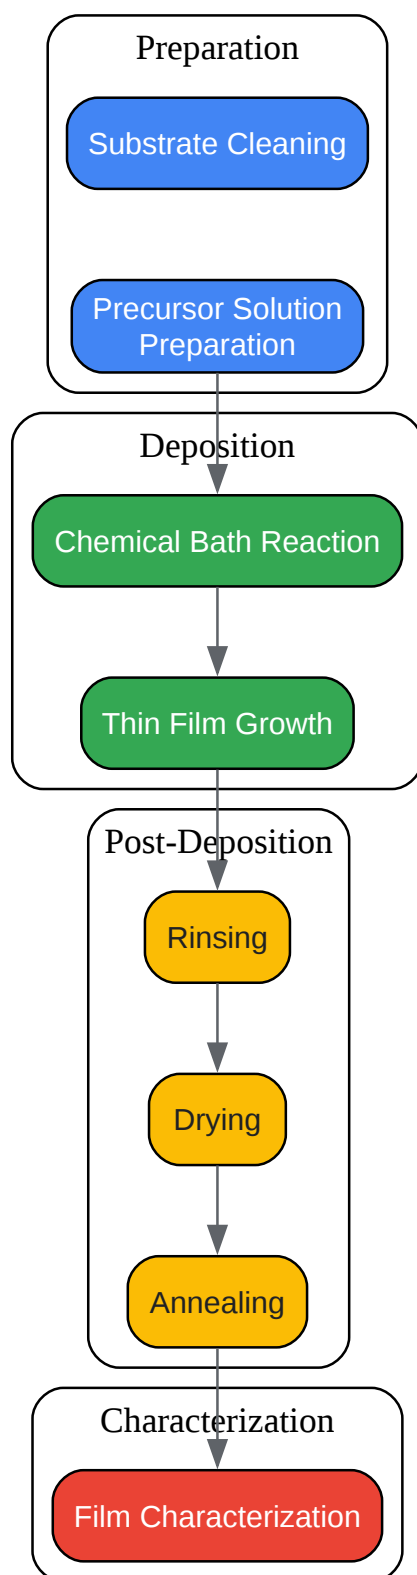 Preparation
Substrate Cleaning
Precursor Solution
Preparation
Deposition
Chemical Bath Reaction
Thin Film Growth
Post-Deposition
Rinsing
Drying
Annealing
Characterization
Film Characterization